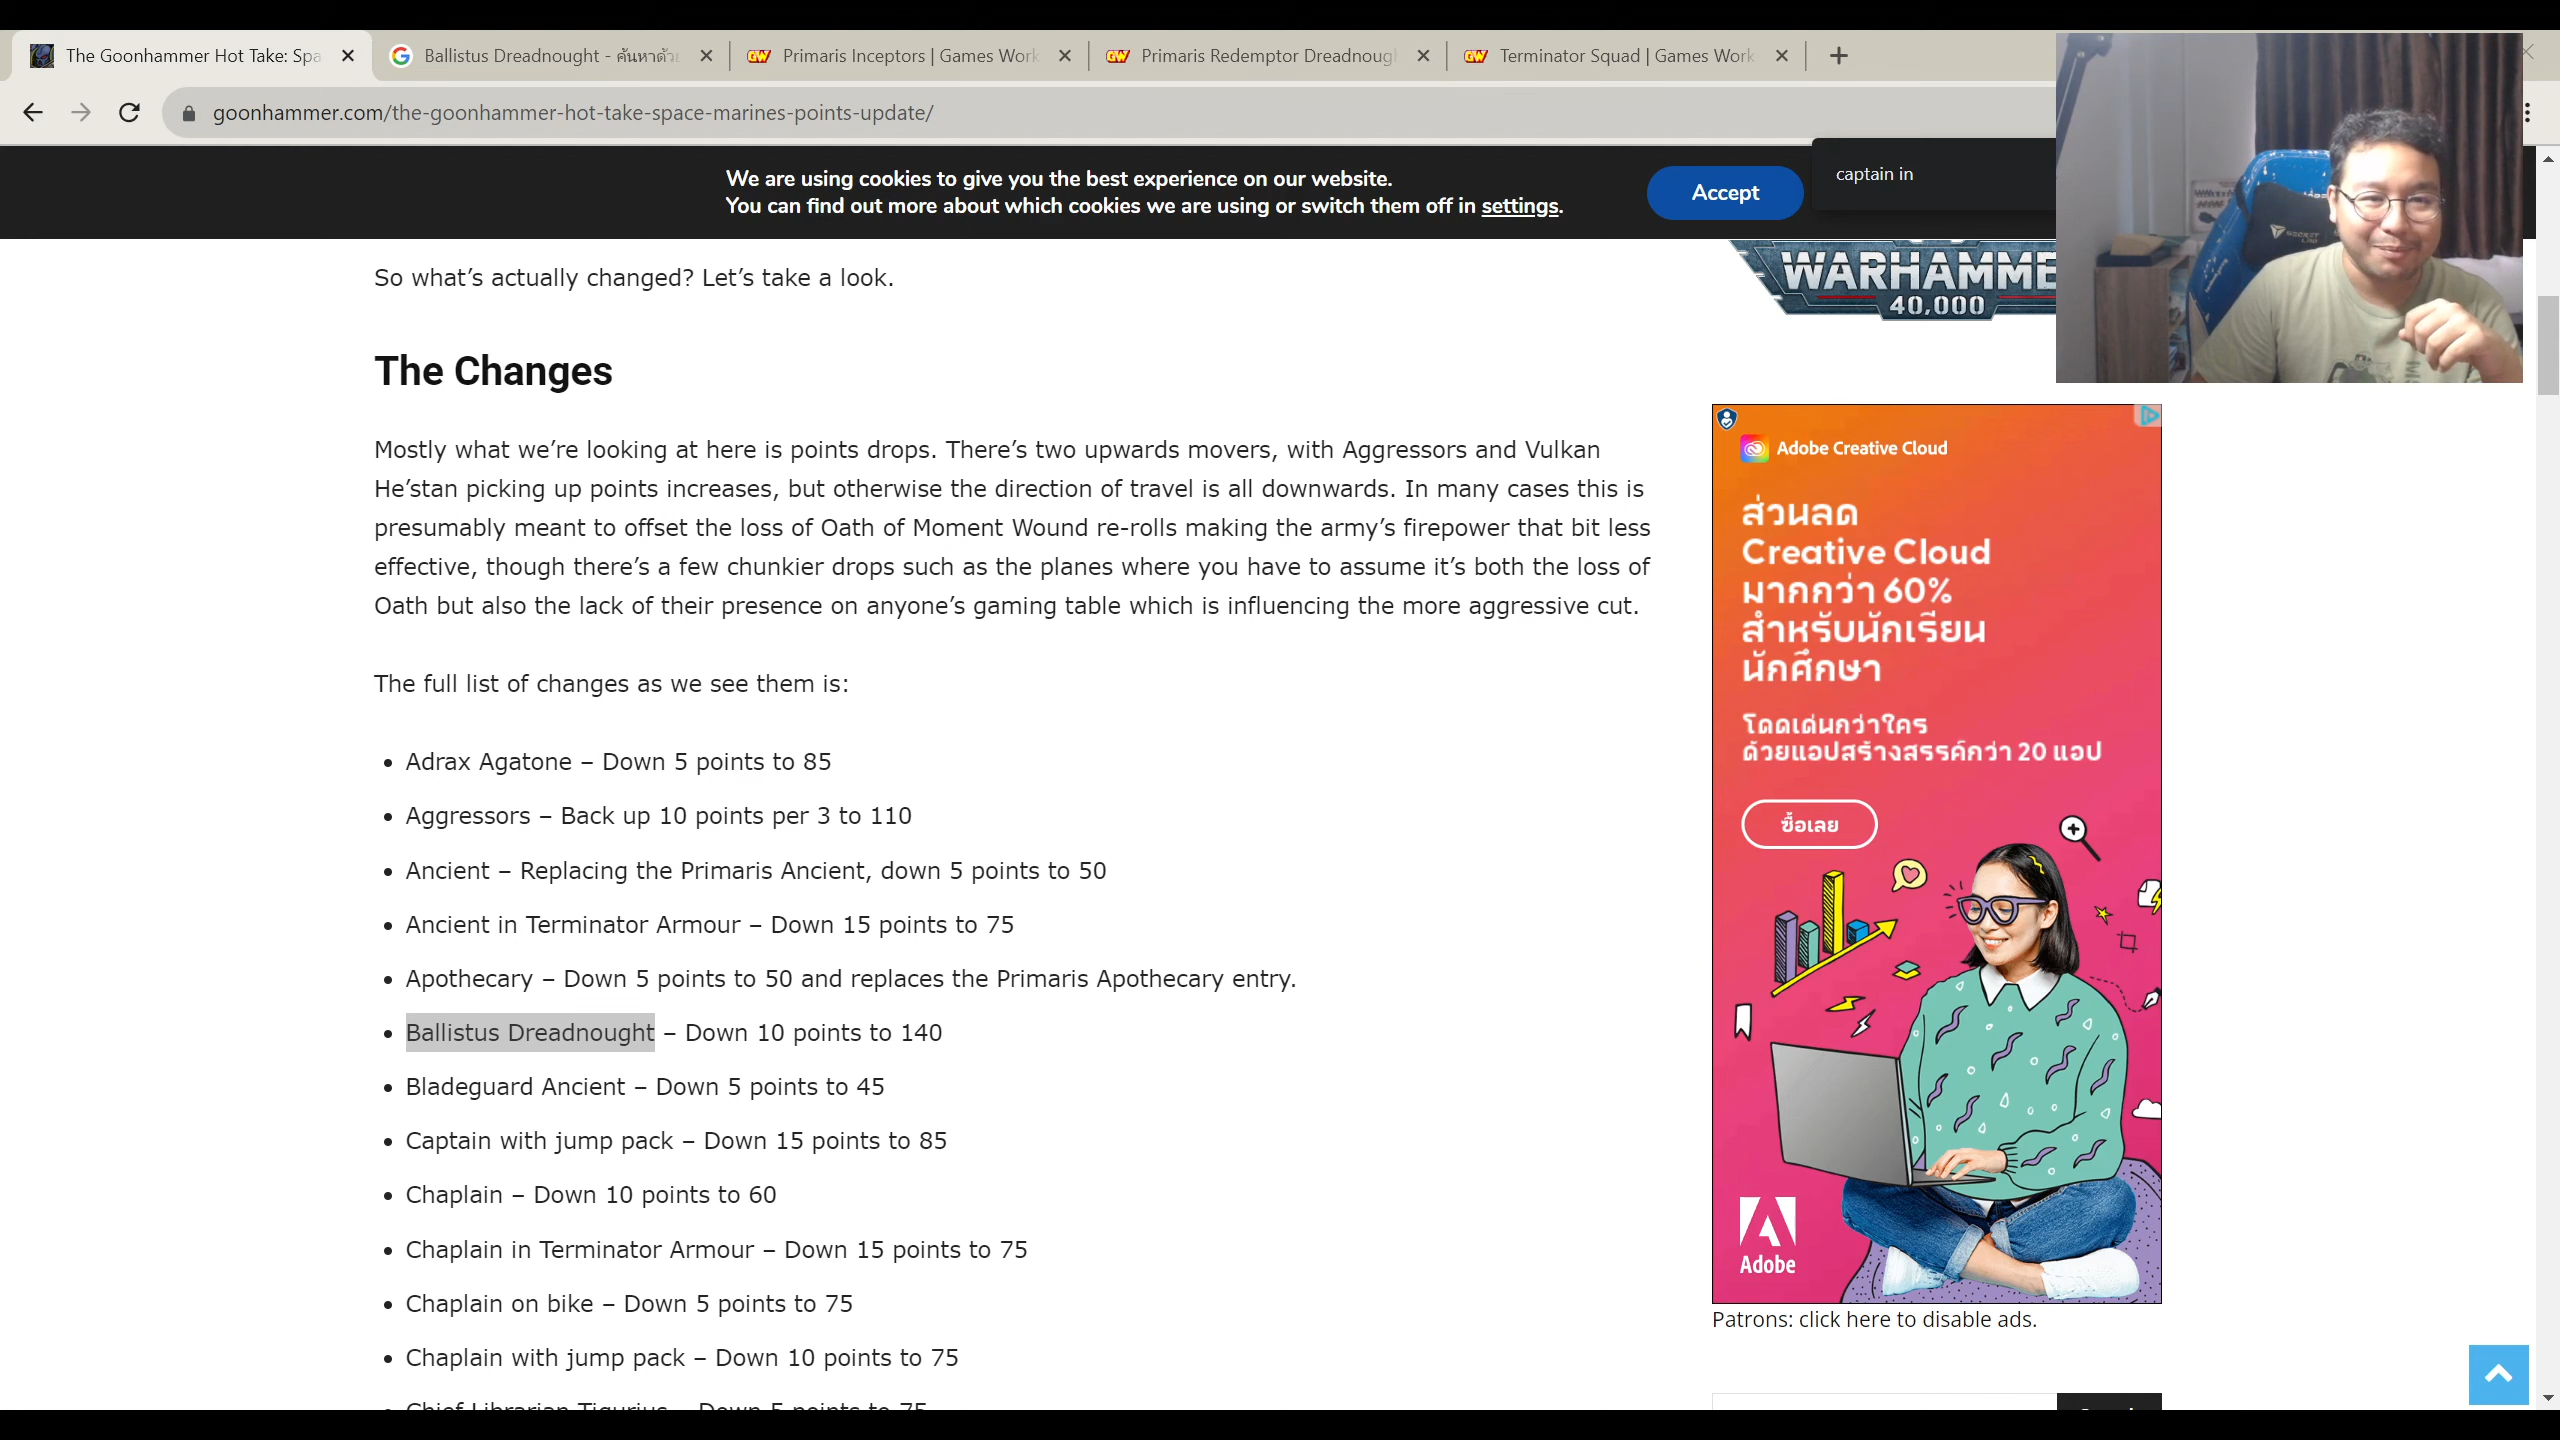 The Goonhammer Hot Take: Spa
Ballistus Dreadnought - ค้นหาด้วย
Primaris Inceptors | Games Work
Primaris Redemptor Dreadnough
Terminator Squad | Games Work
goonhammer.com/the-goonhammer-hot-take-space-marines-points-update/
We are using cookies to give you the best experience on our website.
You can find out more about which cookies we are using or switch them off in settings.
Accept
captain in
SECRET
LAB
WARHAMME
40,000
So what's actually changed? Let's take a look.
The Changes
Mostly what we're looking at here is points drops. There's two upwards movers, with Aggressors and Vulkan
He'stan picking up points increases, but otherwise the direction of travel is all downwards. In many cases this is
presumably meant to offset the loss of Oath of Moment Wound re-rolls making the army's firepower that bit less
effective, though there's a few chunkier drops such as the planes where you have to assume it's both the loss of
Oath but also the lack of their presence on anyone's gaming table which is influencing the more aggressive cut.
The full list of changes as we see them is:
• Adrax Agatone – Down 5 points to 85
• Aggressors – Back up 10 points per 3 to 110
• Ancient – Replacing the Primaris Ancient, down 5 points to 50
• Ancient in Terminator Armour – Down 15 points to 75
• Apothecary – Down 5 points to 50 and replaces the Primaris Apothecary entry.
• Ballistus Dreadnought – Down 10 points to 140
• Bladeguard Ancient – Down 5 points to 45
• Captain with jump pack – Down 15 points to 85
• Chaplain – Down 10 points to 60
• Chaplain in Terminator Armour – Down 15 points to 75
• Chaplain on bike – Down 5 points to 75
• Chaplain with jump pack – Down 10 points to 75
• Chief Librarian Tigurius – Down 5 points to 75
Adobe Creative Cloud
ส่วนลด
Creative Cloud
มากกว่า 60%
สำหรับนักเรียน
นักศึกษา
โดดเด่นกว่าใคร
ด้วยแอปสร้างสรรค์กว่า 20 แอป
ซื้อเลย
Adobe
Patrons: click here to disable ads.